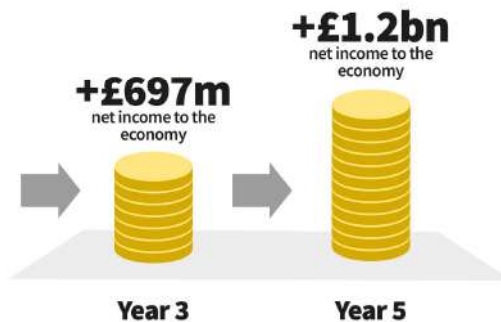 +£1.2bn
net income to the
economy
+£697m
net income to the
economy
Year 3
Year 5